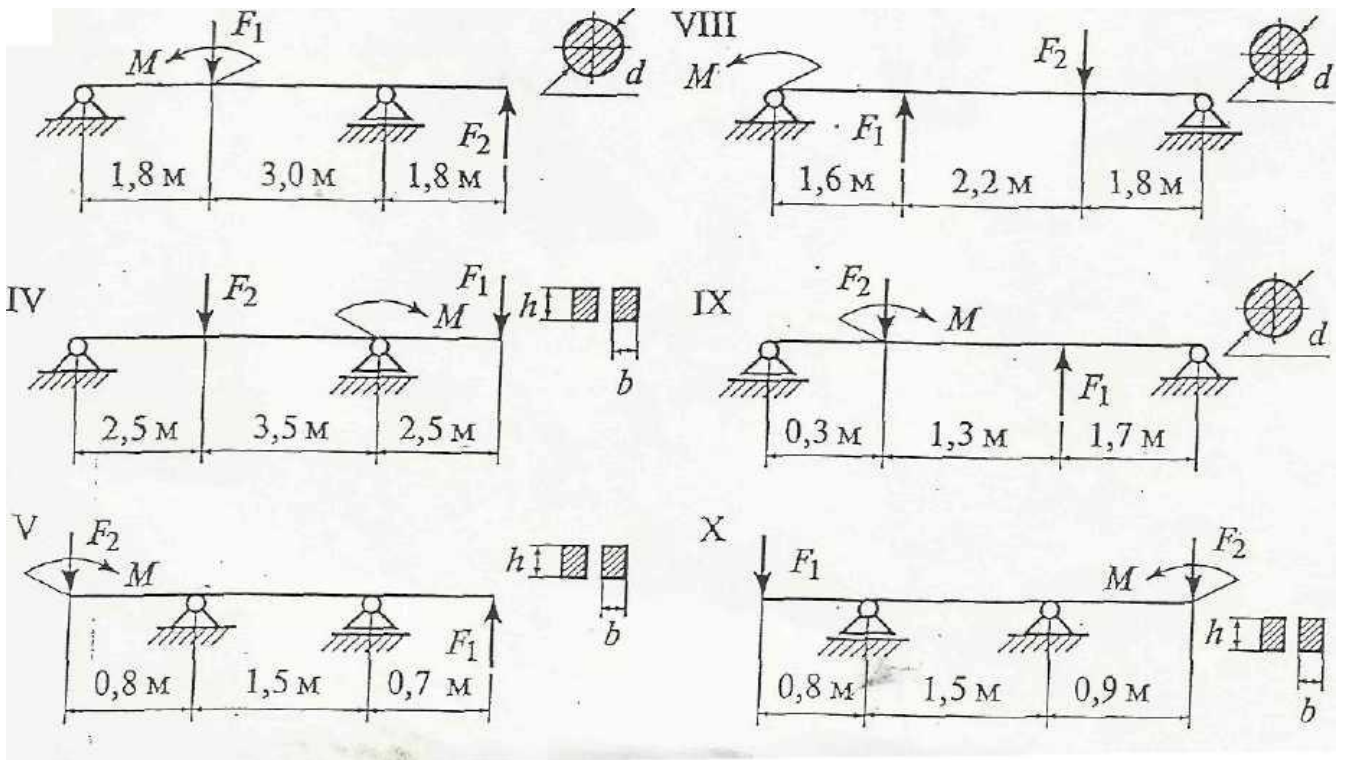 M F₁ d
F₂
1,8 м 3,0 м 1,8 м
VIII
M F₂ d
F₁
1,6 м 2,2 м 1,8 м
IV
F₂ F₁ M h b
2,5 м 3,5 м 2,5 м
IX
F₂ M d
F₁
0,3 м 1,3 м 1,7 м
V
F₂ M h b
F₁
0,8 м 1,5 м 0,7 м
X
F₁ M F₂ h b
0,8 м 1,5 м 0,9 м